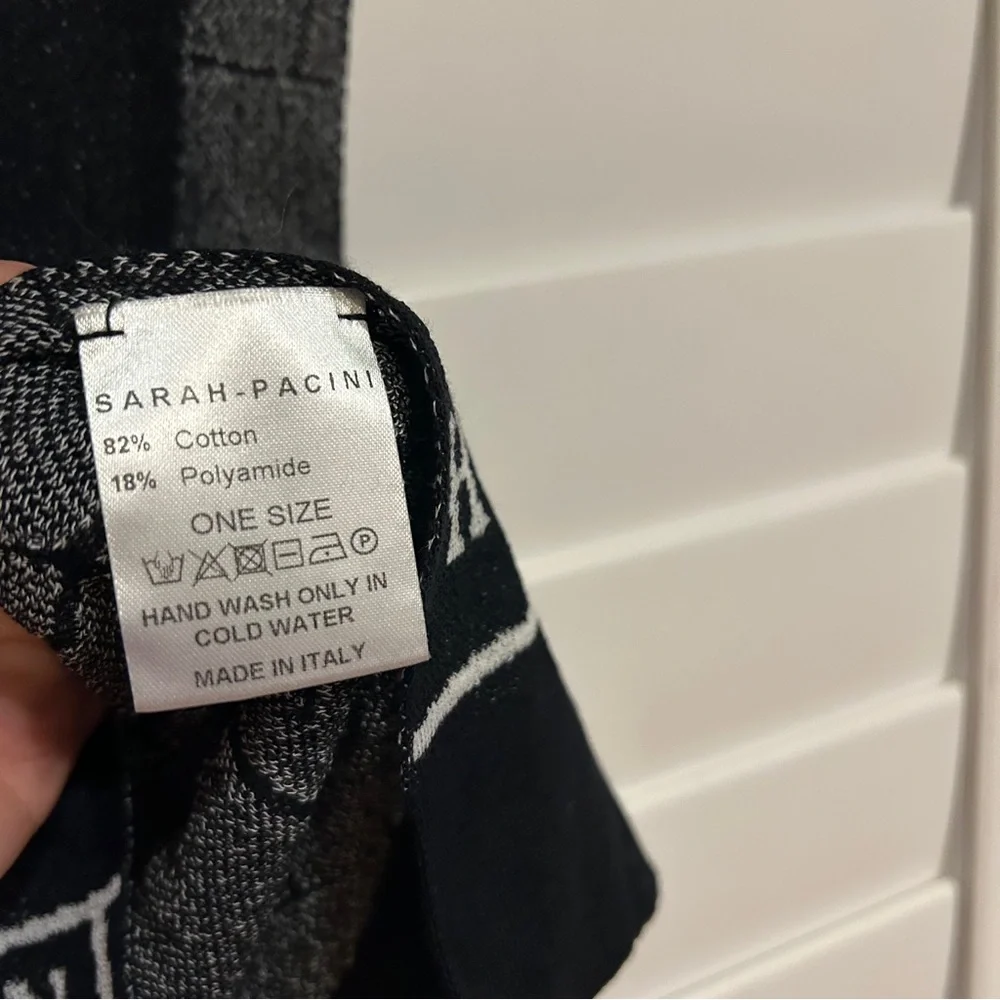 SARAH-PACINI
82% Cotton
18% Polyamide
ONE SIZE
P
HAND WASH ONLY IN
COLD WATER
MADE IN ITALY